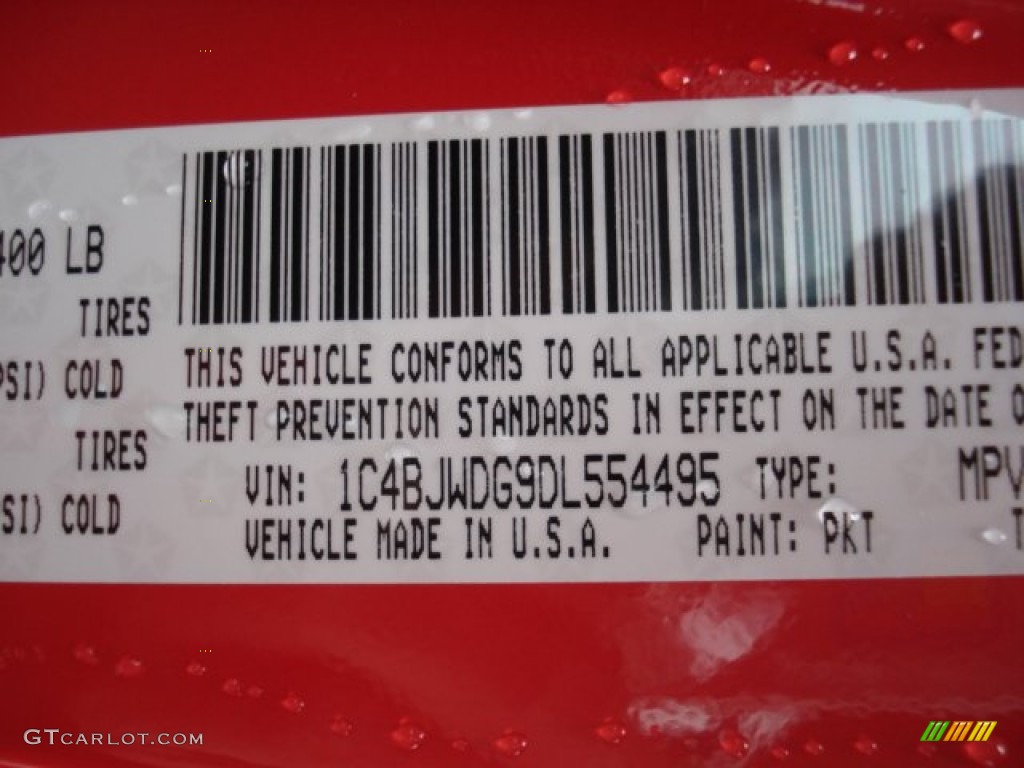 400 LB
TIRES
PSI) COLD
TIRES
SI) COLD
THIS VEHICLE CONFORMS TO ALL APPLICABLE U.S.A. FED
THEFT PREVENTION STANDARDS IN EFFECT ON THE DATE O
VIN: 1C4BJWDG9DL554495 TYPE: MPV
VEHICLE MADE IN U.S.A. PAINT: PKT T
GTCARLOT.COM